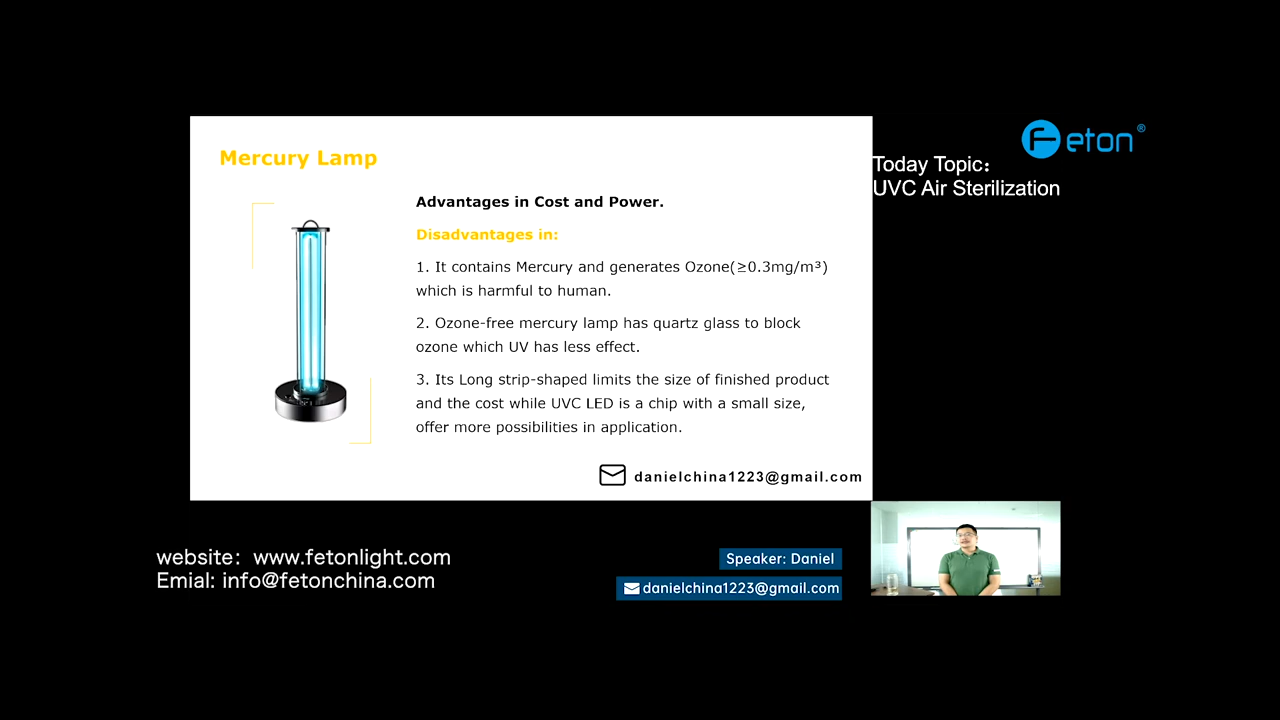 Mercury Lamp
Advantages in Cost and Power.
Disadvantages in:
1. It contains Mercury and generates Ozone(≥0.3mg/m³)
which is harmful to human.
2. Ozone-free mercury lamp has quartz glass to block
ozone which UV has less effect.
3. Its Long strip-shaped limits the size of finished product
and the cost while UVC LED is a chip with a small size,
offer more possibilities in application.
danielchina1223@gmail.com
Feton®
Today Topic：
UVC Air Sterilization
website：www.fetonlight.com
Emial: info@fetonchina.com
Speaker: Daniel
danielchina1223@gmail.com